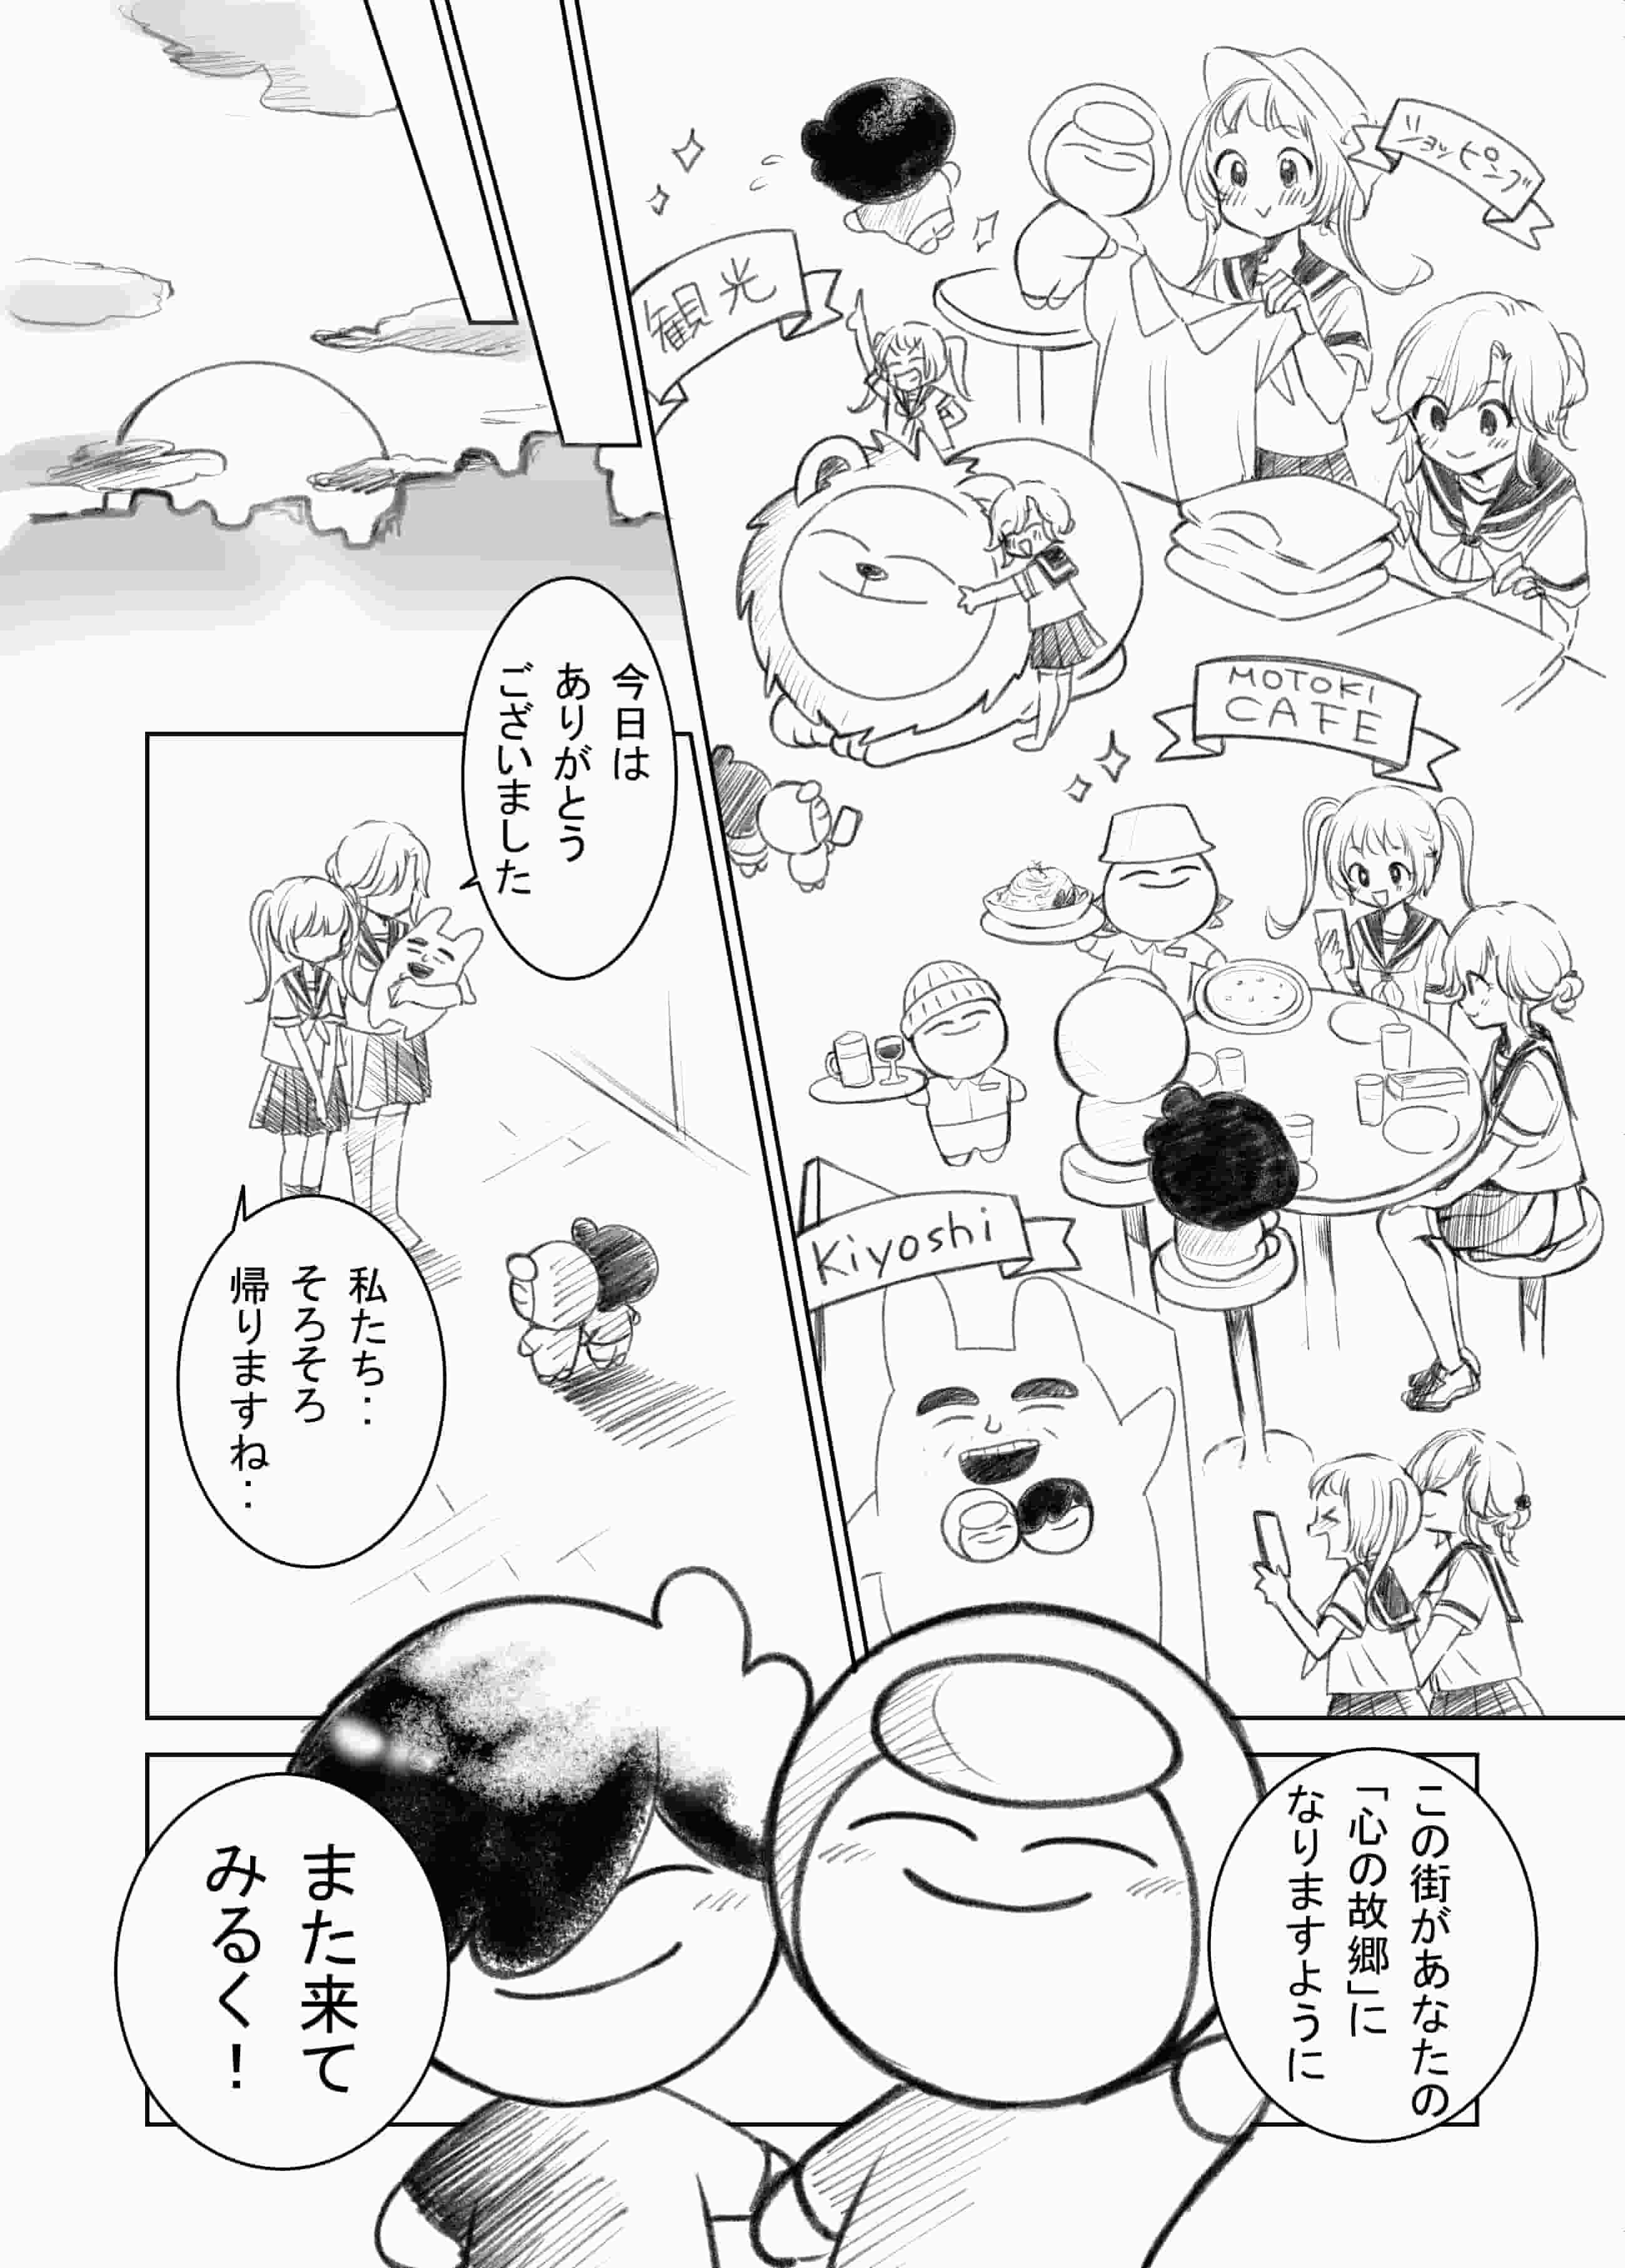 ショッピング
観光
MOTOKI
CAFE
Kiyoshi
今日は
ありがとう
ございました
私たち‥
そろそろ
帰りますね‥
この街があなたの
「心の故郷」に
なりますように
また来て
みるく！